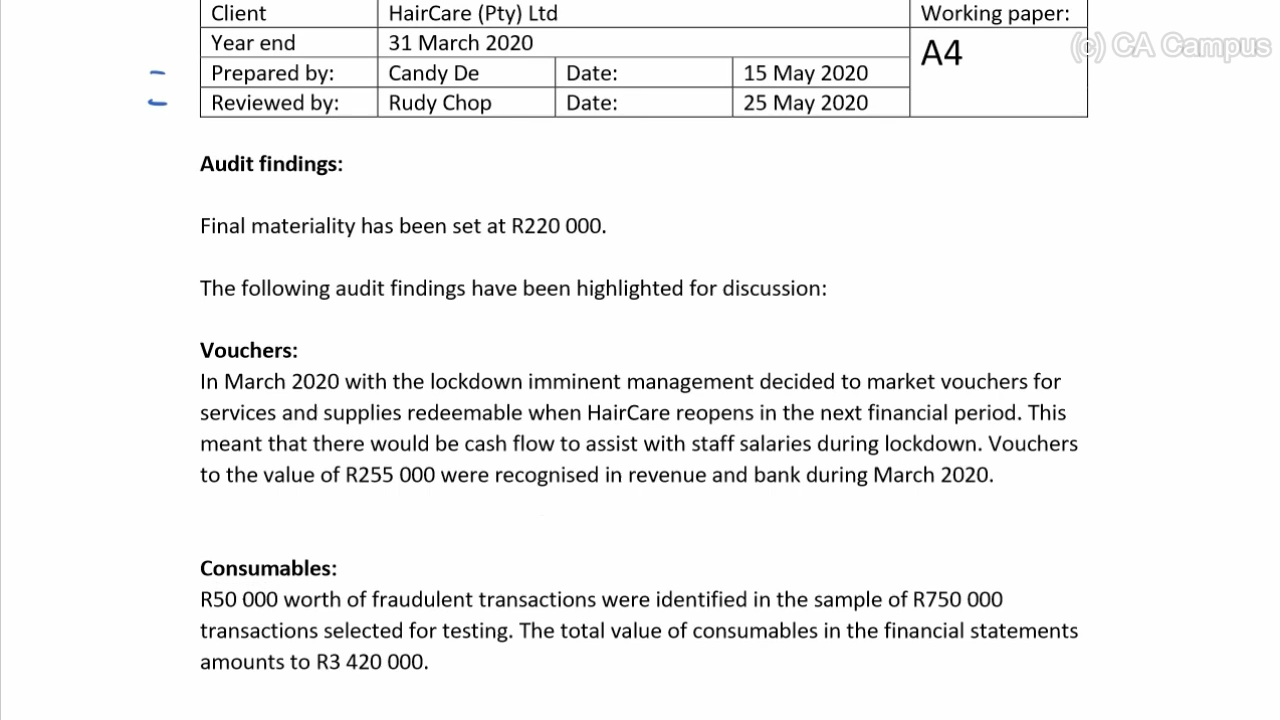 Client HairCare (Pty) Ltd Working paper:
Year end 31 March 2020 A4
Prepared by: Candy De Date: 15 May 2020
Reviewed by: Rudy Chop Date: 25 May 2020
(c) CA Campus
Audit findings:
Final materiality has been set at R220 000.
The following audit findings have been highlighted for discussion:
Vouchers:
In March 2020 with the lockdown imminent management decided to market vouchers for
services and supplies redeemable when HairCare reopens in the next financial period. This
meant that there would be cash flow to assist with staff salaries during lockdown. Vouchers
to the value of R255 000 were recognised in revenue and bank during March 2020.
Consumables:
R50 000 worth of fraudulent transactions were identified in the sample of R750 000
transactions selected for testing. The total value of consumables in the financial statements
amounts to R3 420 000.